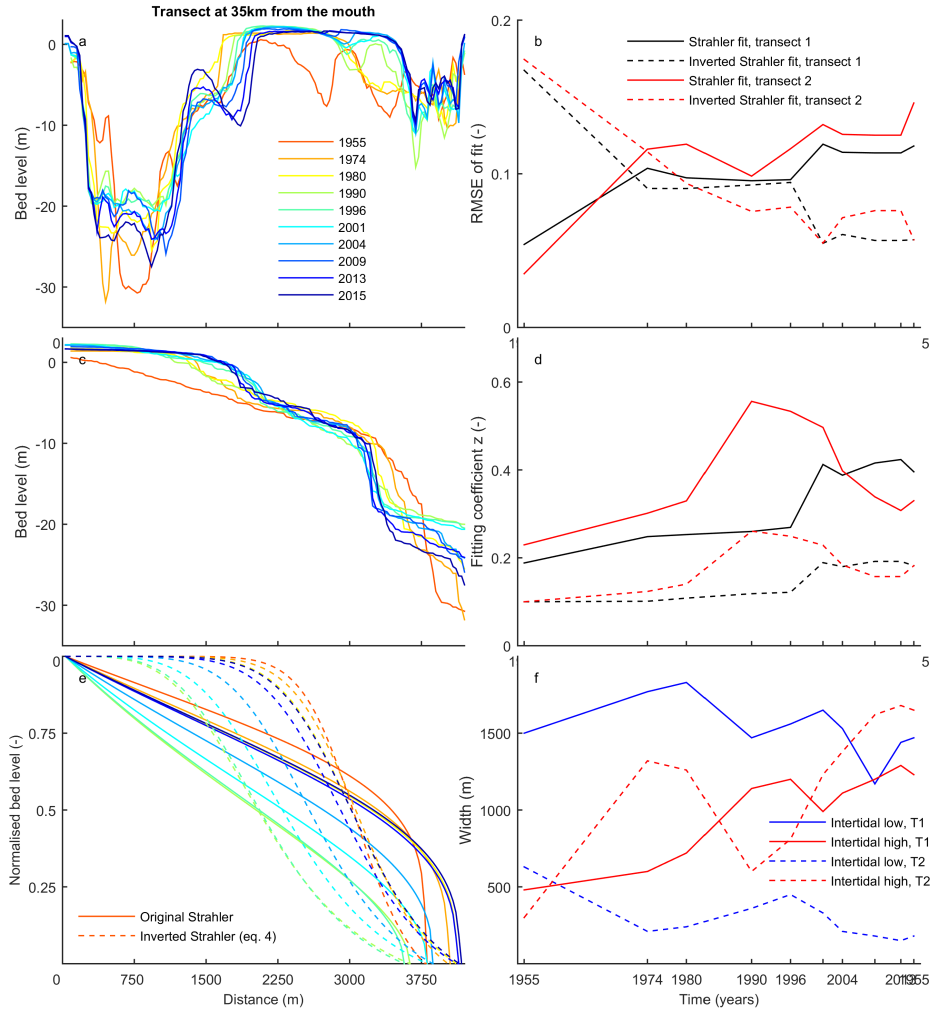 Transect at 35km from the mouth
a
0
-10
-20
-30
Bed level (m)
1955
1974
1980
1990
1996
2001
2004
2009
2013
2015
b
0.2
0.1
0
RMSE of fit (-)
Strahler fit, transect 1
Inverted Strahler fit, transect 1
Strahler fit, transect 2
Inverted Strahler fit, transect 2
c
0
0
-10
-20
-30
Bed level (m)
d
5
0.6
0.4
0.2
0
Fitting coefficient z (-)
e
0
0.75
0.5
0.25
Normalised bed level (-)
Original Strahler
Inverted Strahler (eq. 4)
0 750 1500 2250 3000 3750
Distance (m)
f
5
1500
1000
500
Width (m)
Intertidal low, T1
Intertidal high, T1
Intertidal low, T2
Intertidal high, T2
1955 1974 1980 1990 1996 2004
Time (years)